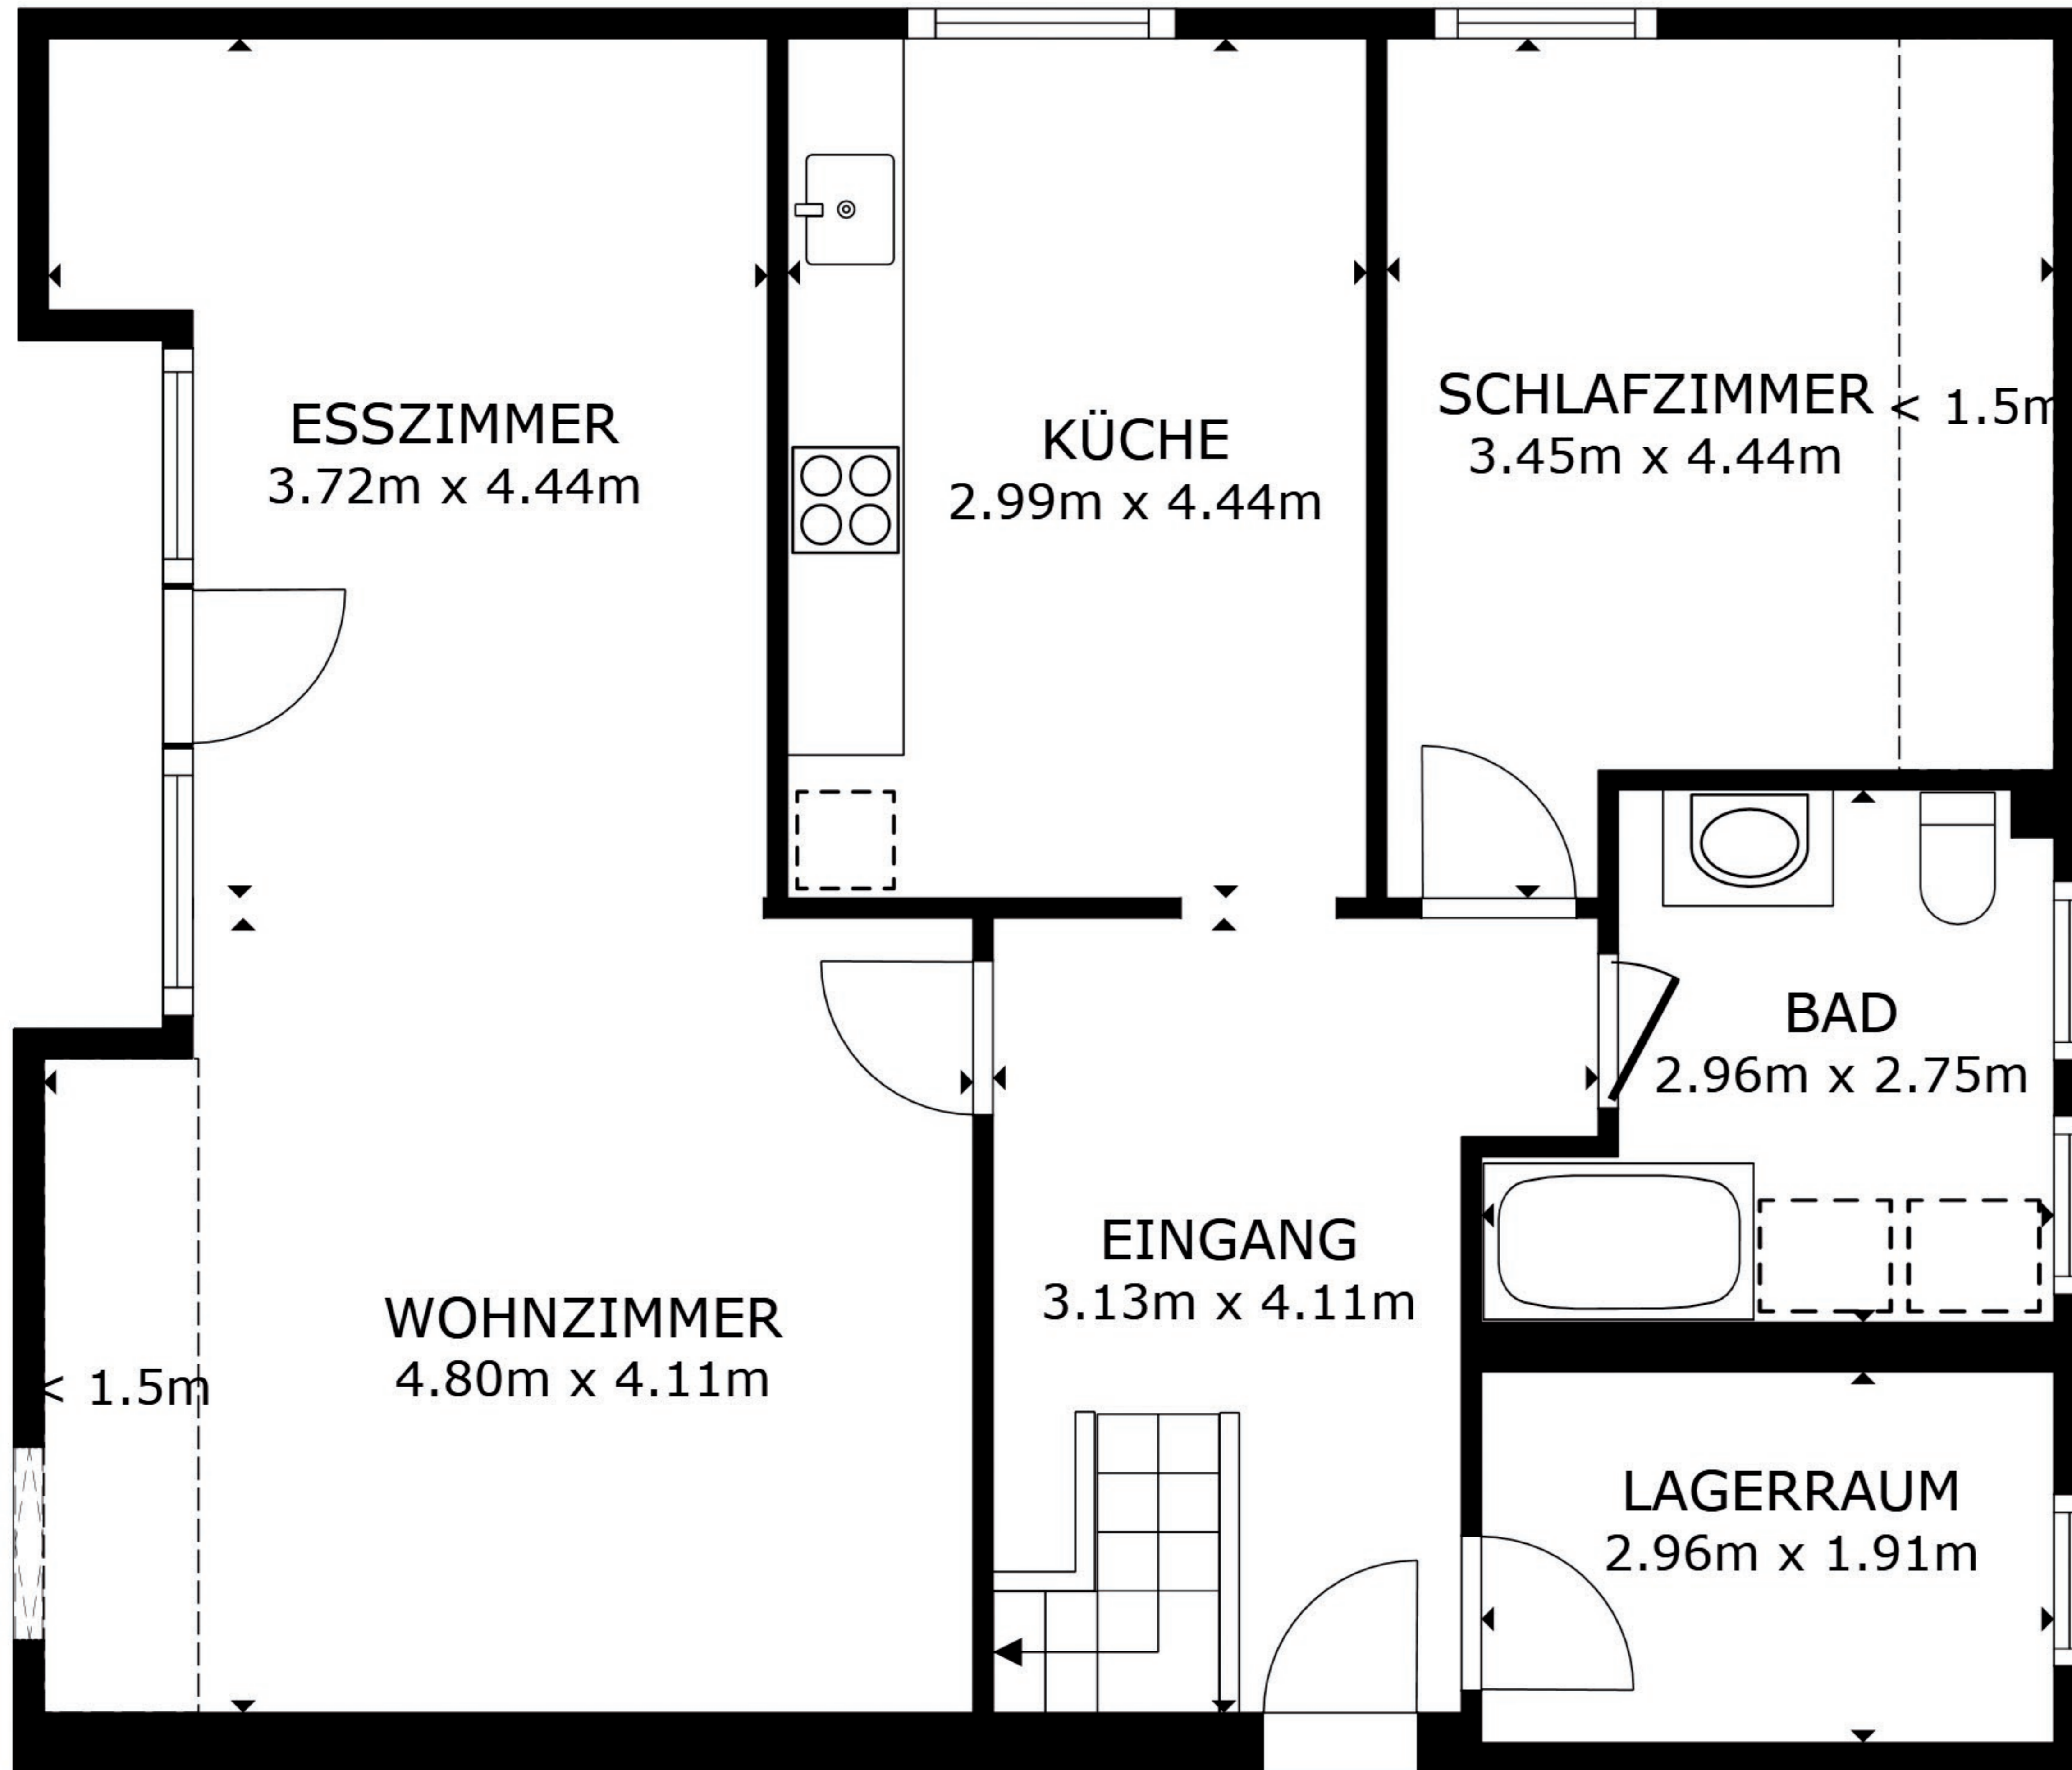 ESSZIMMER
3.72m x 4.44m
KÜCHE
2.99m x 4.44m
SCHLAFZIMMER
3.45m x 4.44m
< 1.5m
BAD
2.96m x 2.75m
EINGANG
3.13m x 4.11m
WOHNZIMMER
4.80m x 4.11m
< 1.5m
LAGERRAUM
2.96m x 1.91m